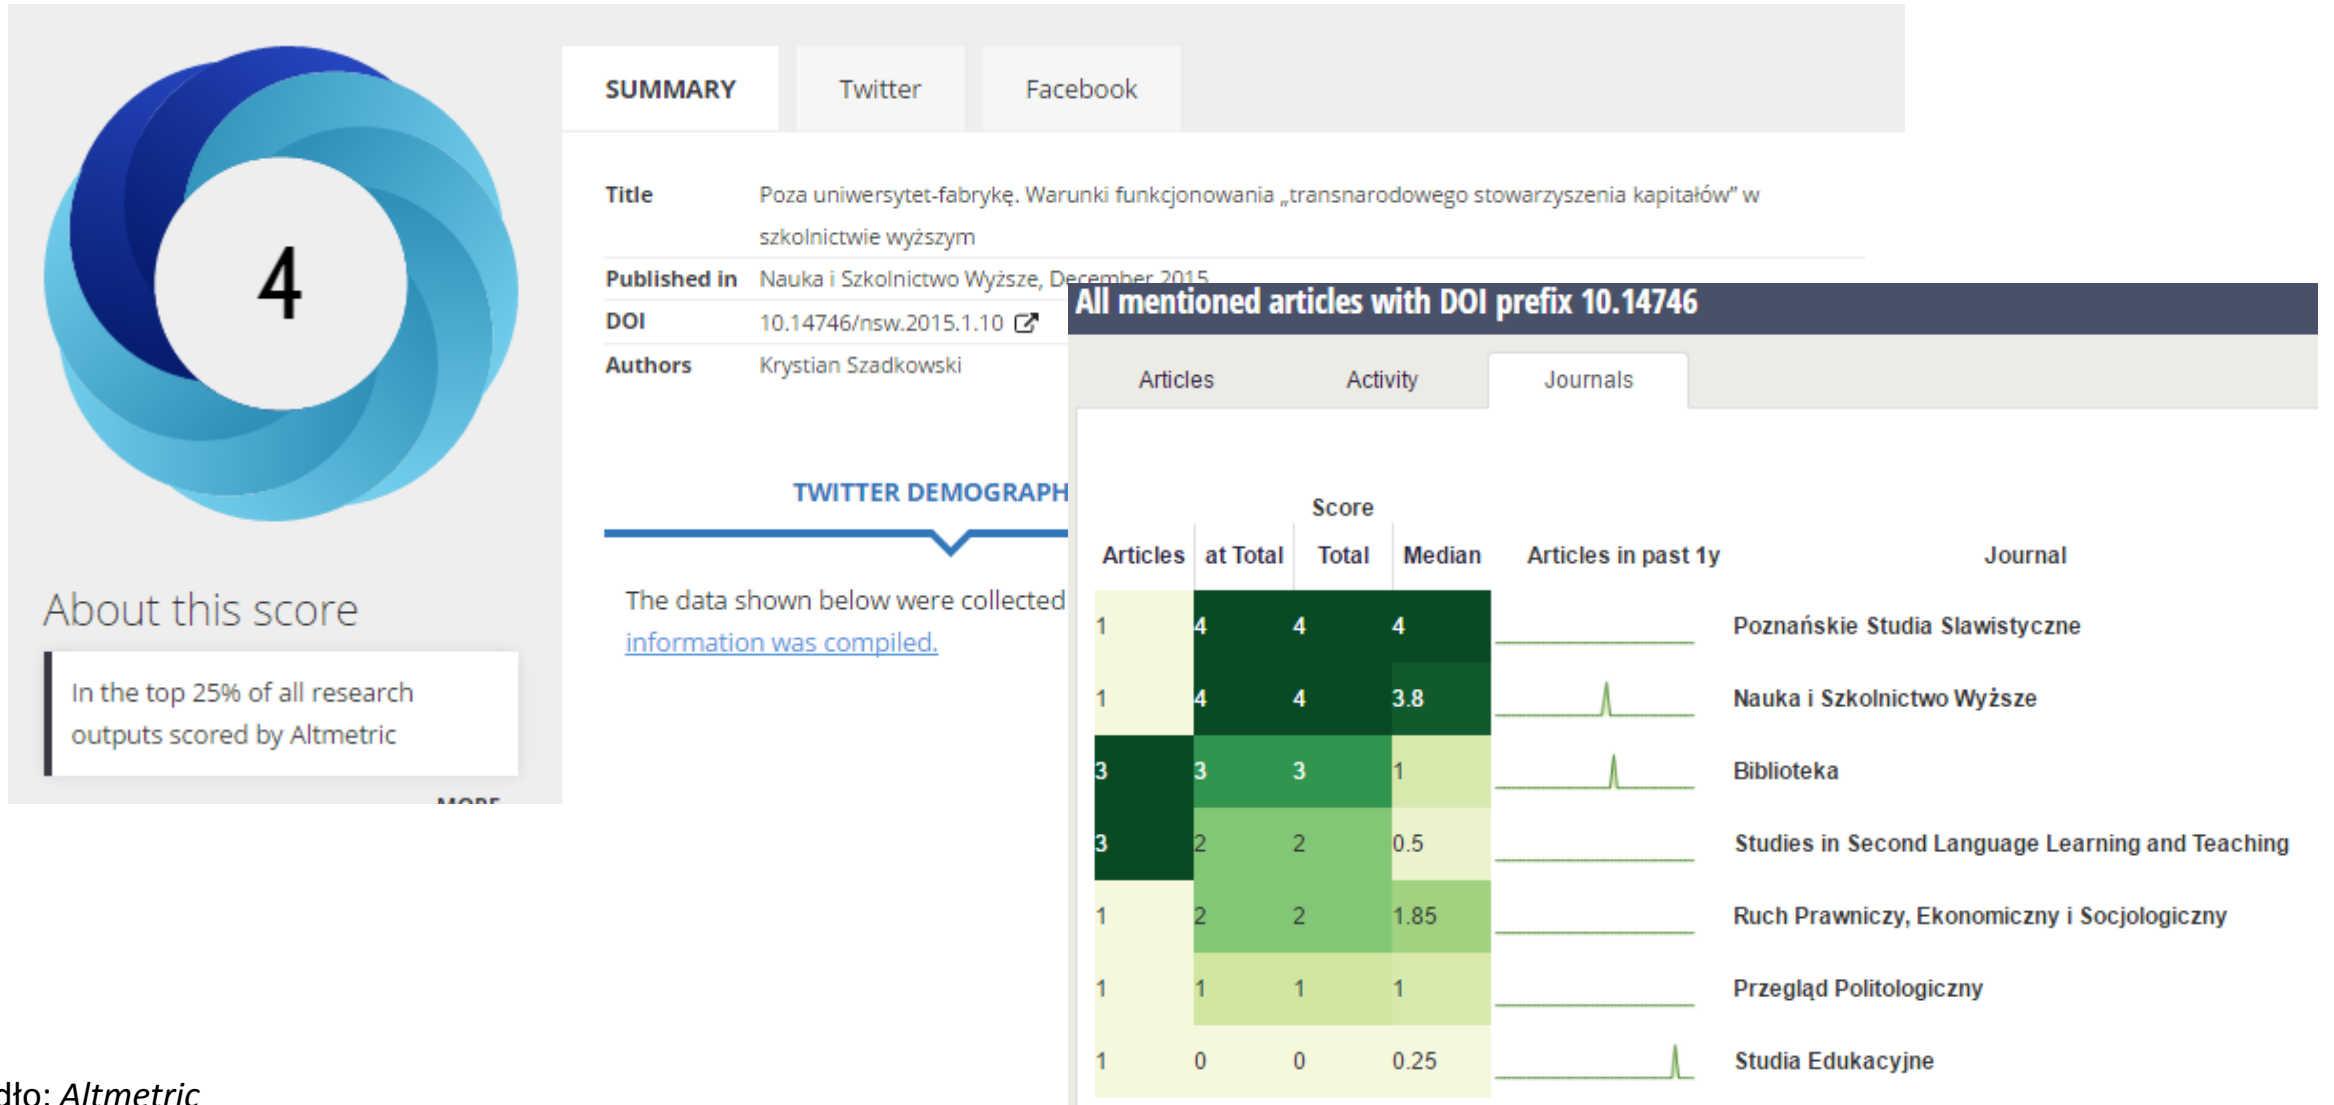 4
About this score
In the top 25% of all research
outputs scored by Altmetric
SUMMARY Twitter Facebook
Title Poza uniwersytet-fabrykę. Warunki funkcjonowania „transnarodowego stowarzyszenia kapitałów” w
szkolnictwie wyższym
Published in Nauka i Szkolnictwo Wyższe, December 2015
DOI 10.14746/nsw.2015.1.10
Authors Krystian Szadkowski
TWITTER DEMOGRAPH
The data shown below were collected
information was compiled.
All mentioned articles with DOI prefix 10.14746
Articles Activity Journals
Score
Articles at Total Total Median Articles in past 1y Journal
1 4 4 4 Poznańskie Studia Slawistyczne
1 4 4 3.8 Nauka i Szkolnictwo Wyższe
3 3 3 1 Biblioteka
3 2 2 0.5 Studies in Second Language Learning and Teaching
1 2 2 1.85 Ruch Prawniczy, Ekonomiczny i Socjologiczny
1 1 1 1 Przegląd Politologiczny
1 0 0 0.25 Studia Edukacyjne
dło: Altmetric